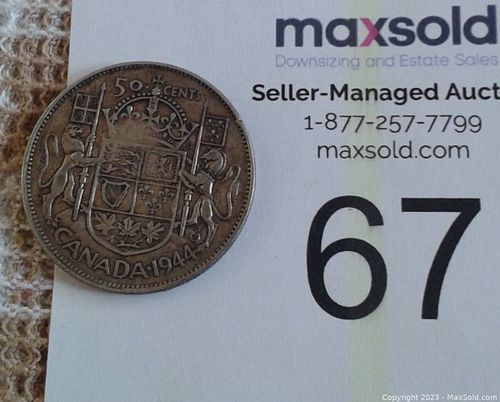 maxsold
Downsizing and Estate Sales
Seller-Managed Auct
1-877-257-7799
maxsold.com
67
50 CENTS
CANADA·1944
Copyright 2023 - MaxSold.com